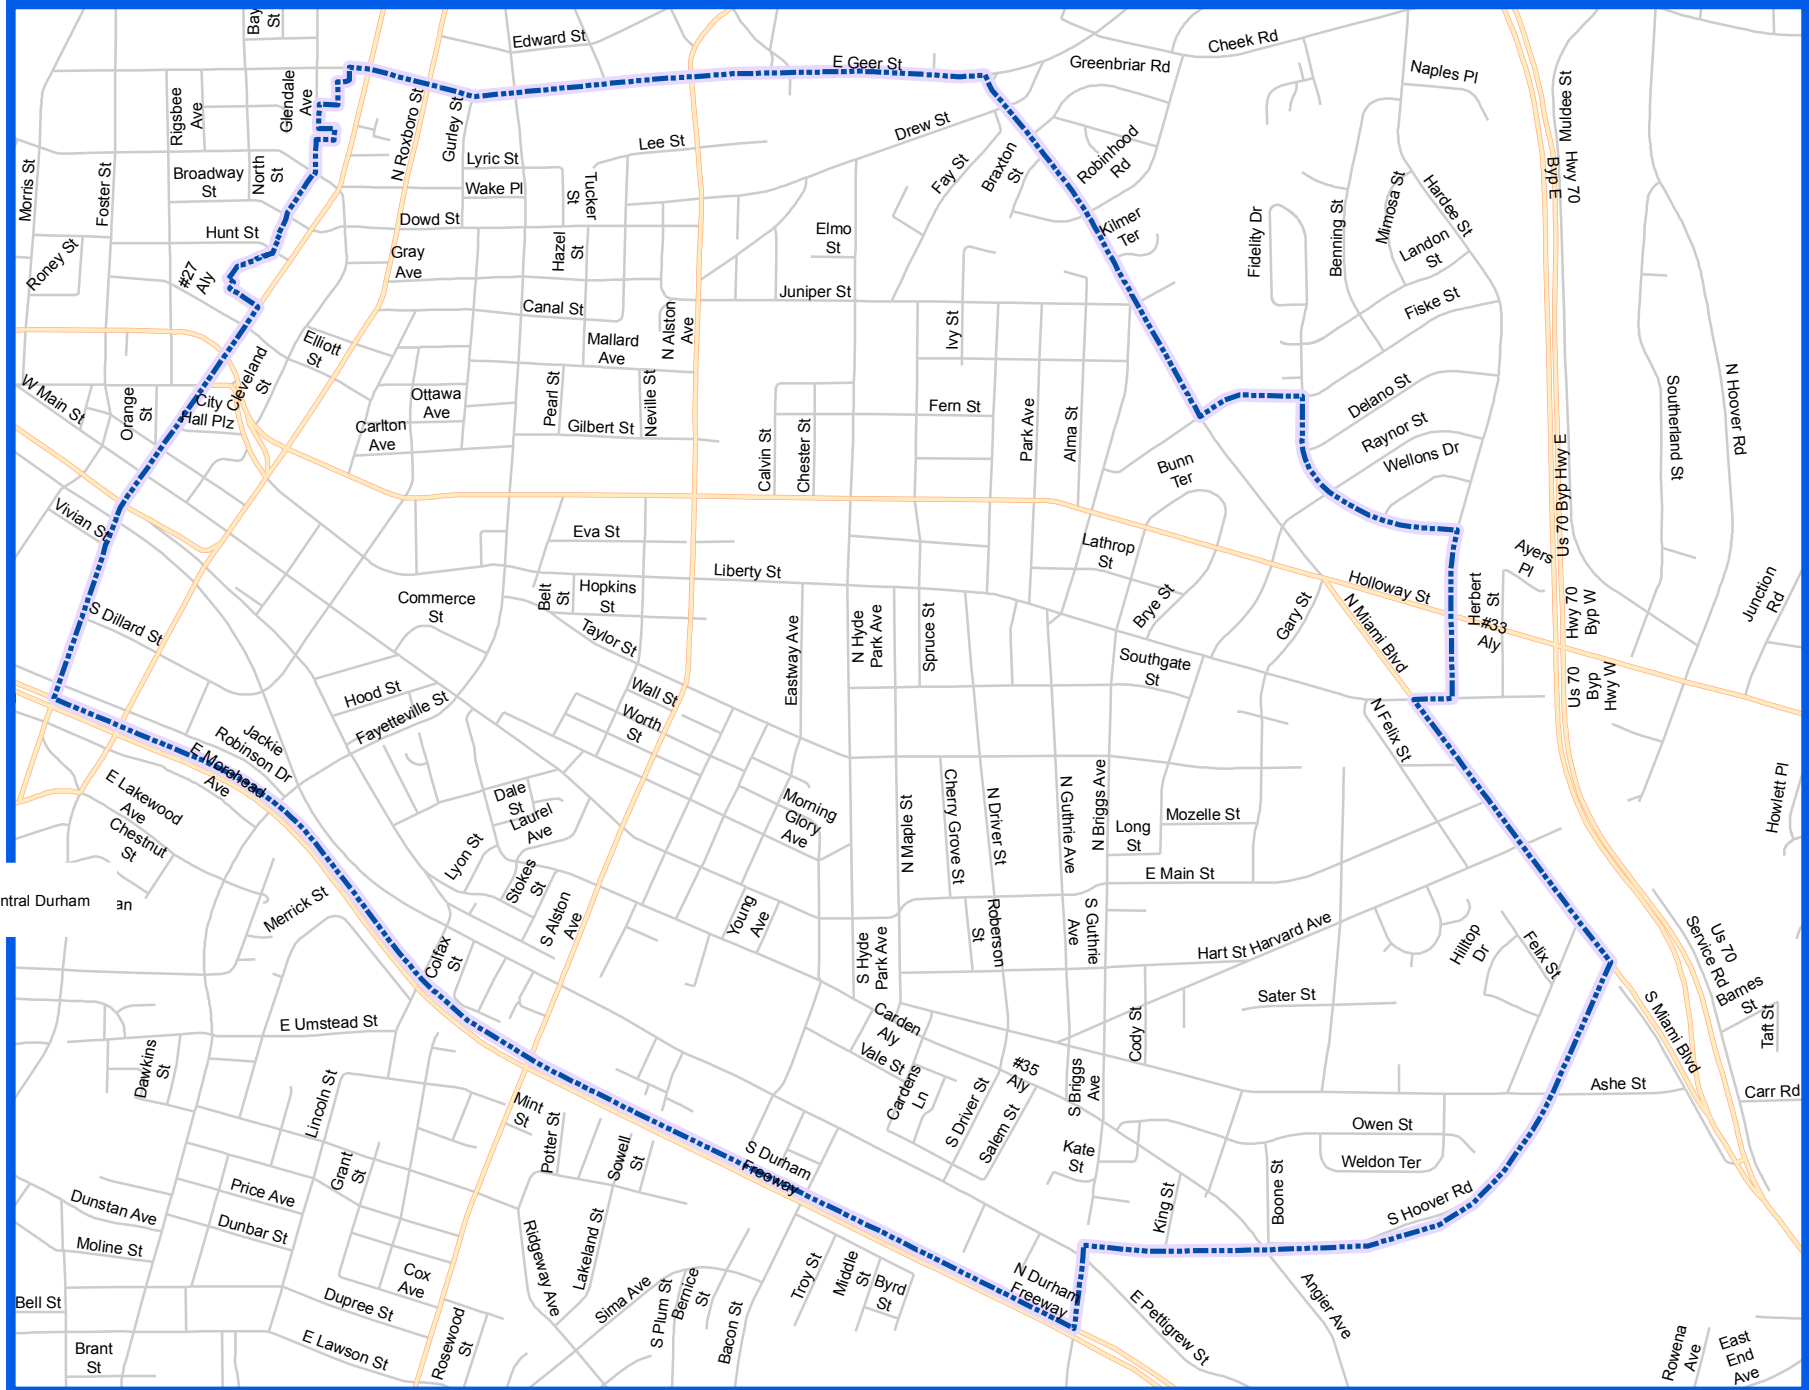 Bay
St
Edward St
Cheek Rd
E Geer St
Greenbriar Rd
Naples Pl
Muldee St
Rigsbee
Ave
Glendale
Ave
N Roxboro St
Gurley St
Lee St
Drew St
Robinhood
Rd
Hwy 70
Byp E
Morris St
Foster St
Broadway
St
North
St
Lyric St
Wake Pl
Tucker
St
Fay St
Braxton
St
Mimosa St
Hardee St
Dowd St
Hunt St
Gray
Ave
Hazel
St
Elmo
St
Kilmer
Ter
Fidelity Dr
Benning St
Landon
St
Roney St
#27
Aly
Canal St
Juniper St
Fiske St
Elliott
St
Mallard
Ave
N Alston
Ave
Ivy St
Cleveland
St
W Main St
Orange
St
City
Hall Plz
Ottawa
Ave
Carlton
Ave
Pearl St
Neville St
Gilbert St
Fern St
Park Ave
Alma St
Delano St
Raynor St
Wellons Dr
Southerland St
N Hoover Rd
Calvin St
Chester St
Bunn
Ter
Us 70 Byp Hwy E
Vivian St
Eva St
Lathrop
St
Ayers
Pl
Liberty St
Belt
St
Hopkins
St
Commerce
St
Holloway St
Herbert
St
#33
Aly
Hwy 70
Byp W
Junction
Rd
S Dillard St
Taylor St
Eastway Ave
N Hyde
Park Ave
Spruce St
Brye St
Gary St
N Miami Blvd
Southgate
St
Us 70
Byp
Hwy W
Hood St
Fayetteville St
Wall St
Worth
St
N Felix St
Jackie
Robinson Dr
E Morehead
Ave
E Lakewood
Ave
Chestnut
St
Dale
St
Laurel
Ave
Morning
Glory
Ave
N Maple St
Cherry Grove St
N Driver St
N Guthrie Ave
N Briggs Ave
Long
St
Mozelle St
Howlett Pl
Lyon St
Stokes
St
E Main St
ntral Durham
an
Merrick St
S Alston
Ave
Young
Ave
Colfax
St
S Hyde
Park Ave
Roberson
St
S Guthrie
Ave
Hart St
Harvard Ave
Hilltop
Dr
Felix St
Us 70
Service Rd
Barnes
St
Taft St
E Umstead St
Sater St
Cody St
S Miami Blvd
Carden
Aly
Vale St
Cardens
Ln
Dawkins
St
Lincoln St
#35
Aly
S Briggs
Ave
Ashe St
Carr Rd
Mint
St
Potter St
Sowell
St
S Durham
Freeway
S Driver St
Salem St
Kate
St
Owen St
Weldon Ter
Grant
St
Price Ave
Dunstan Ave
Dunbar St
Moline St
King St
Boone St
S Hoover Rd
Ridgeway Ave
Lakeland St
Cox
Ave
Dupree St
Sima Ave
S Plum St
Bernice
St
Bacon St
Troy St
Middle
St
Byrd
St
N Durham
Freeway
E Pettigrew St
Angier Ave
Bell St
Brant
St
E Lawson St
Rosewood
St
Rowena
Ave
East
End
Ave